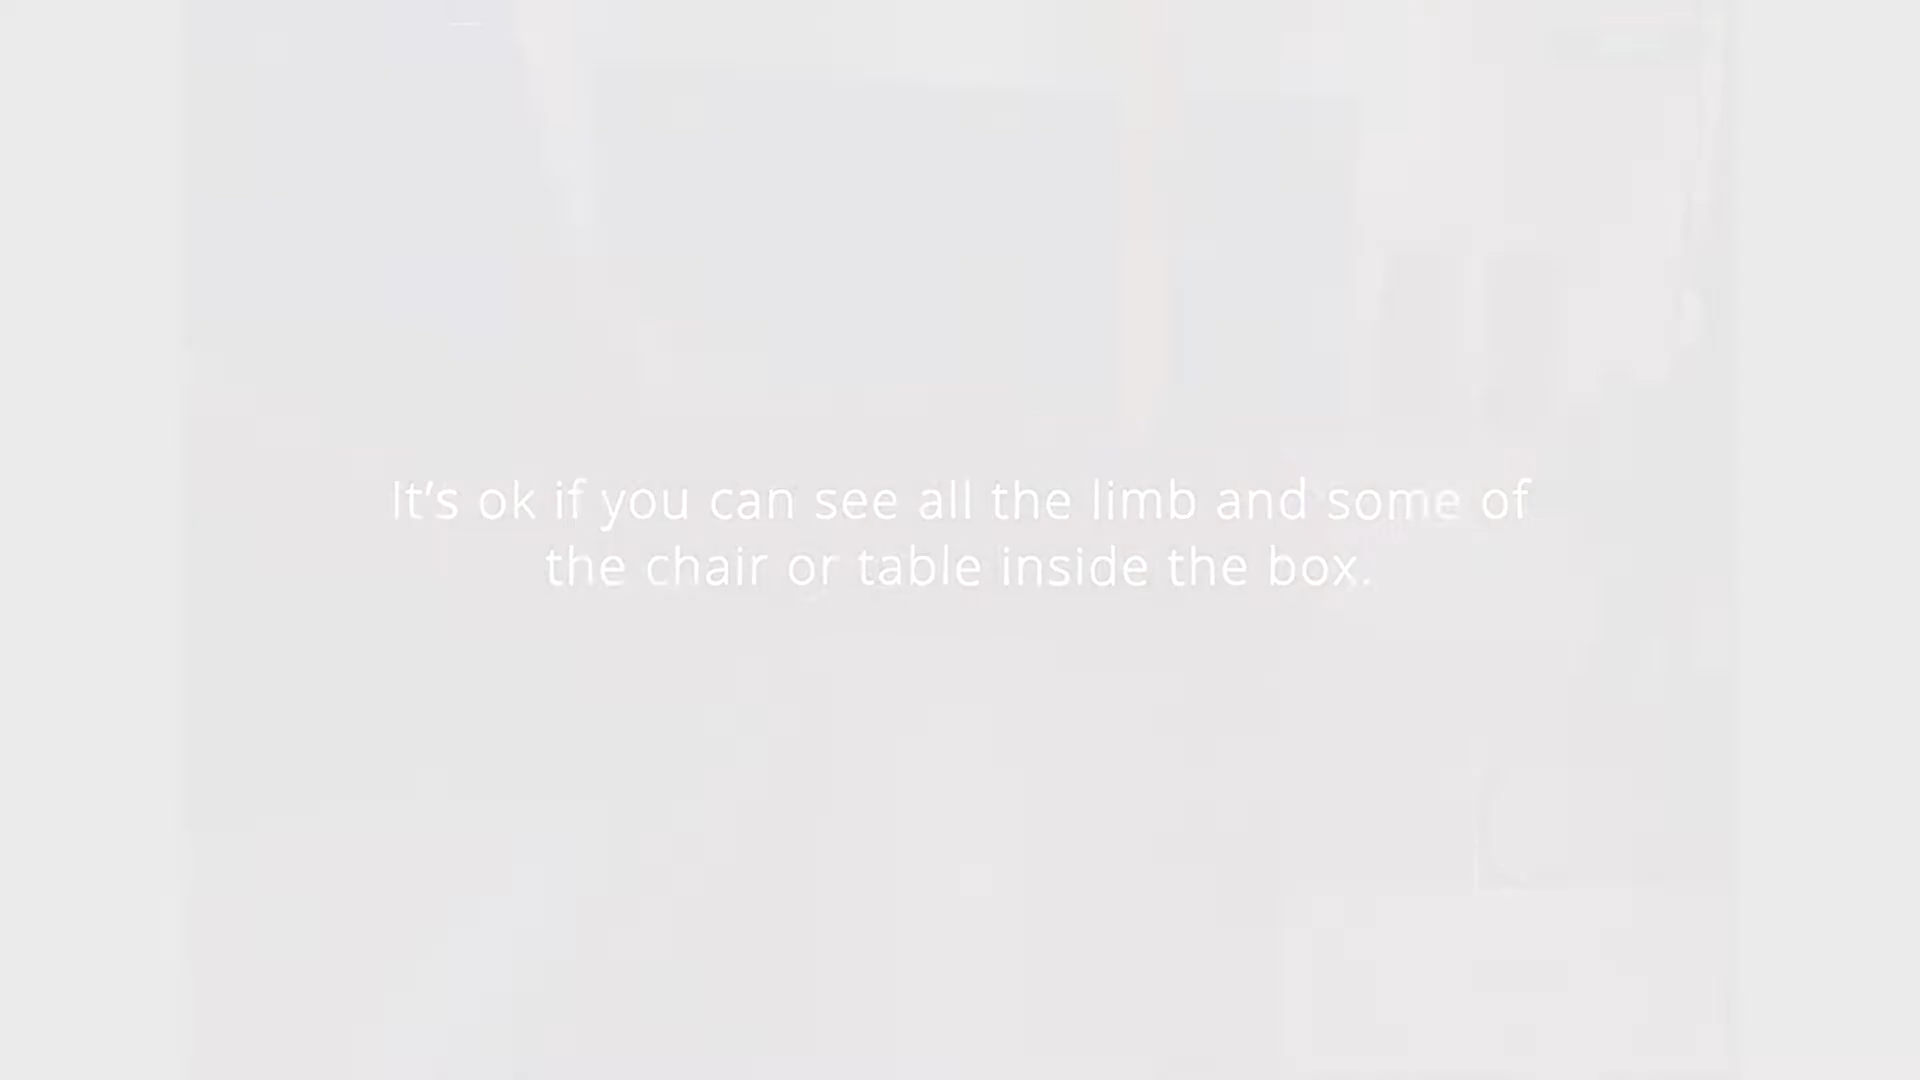 It’s ok if you can see all the limb and some of
the chair or table inside the box.